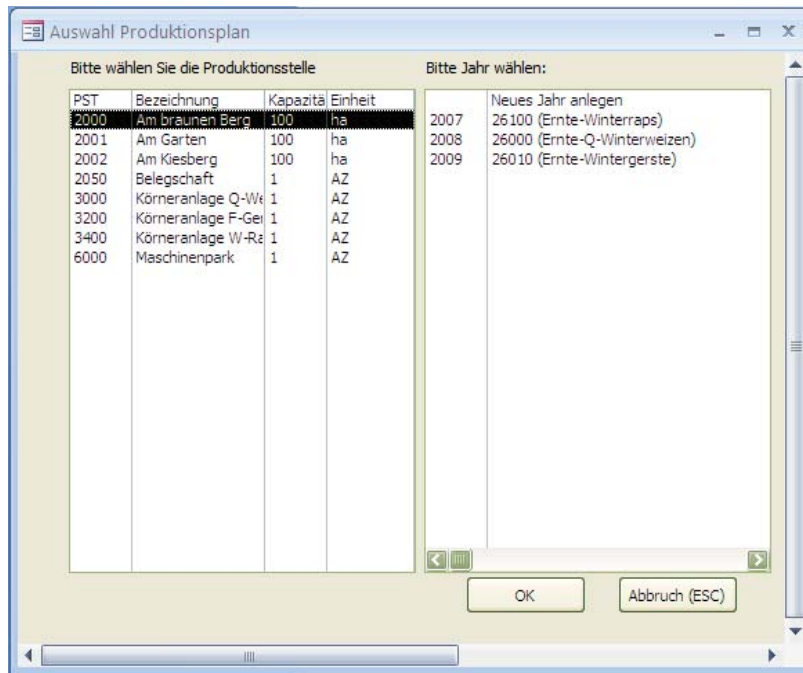 Auswahl Produktionsplan
Bitte wählen Sie die Produktionsstelle
PST Bezeichnung Kapazitä Einheit
2000 Am braunen Berg 100 ha
2001 Am Garten 100 ha
2002 Am Kiesberg 100 ha
2050 Belegschaft 1 AZ
3000 Körneranlage Q-We 1 AZ
3200 Körneranlage F-Ger 1 AZ
3400 Körneranlage W-Ra 1 AZ
6000 Maschinenpark 1 AZ
Bitte Jahr wählen:
Neues Jahr anlegen
2007 26100 (Ernte-Winterraps)
2008 26000 (Ernte-Q-Winterweizen)
2009 26010 (Ernte-Wintergerste)
OK
Abbruch (ESC)